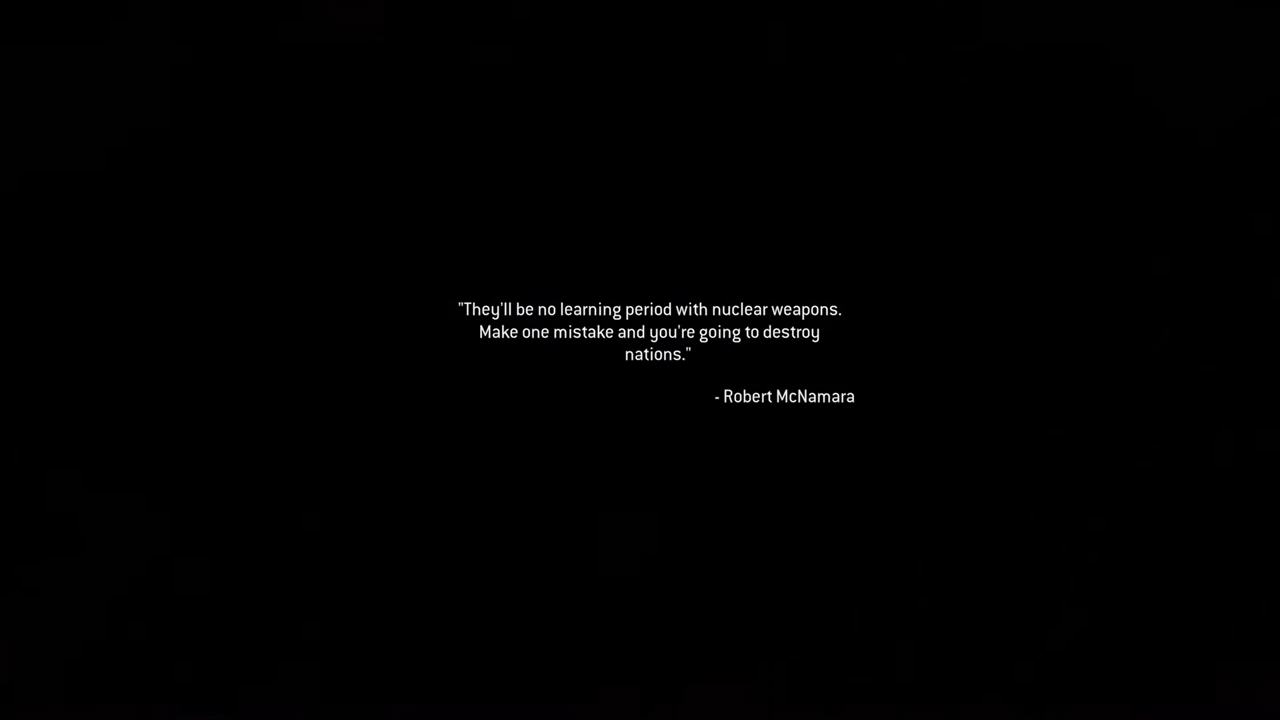 "They'll be no learning period with nuclear weapons.
Make one mistake and you're going to destroy
nations."
- Robert McNamara